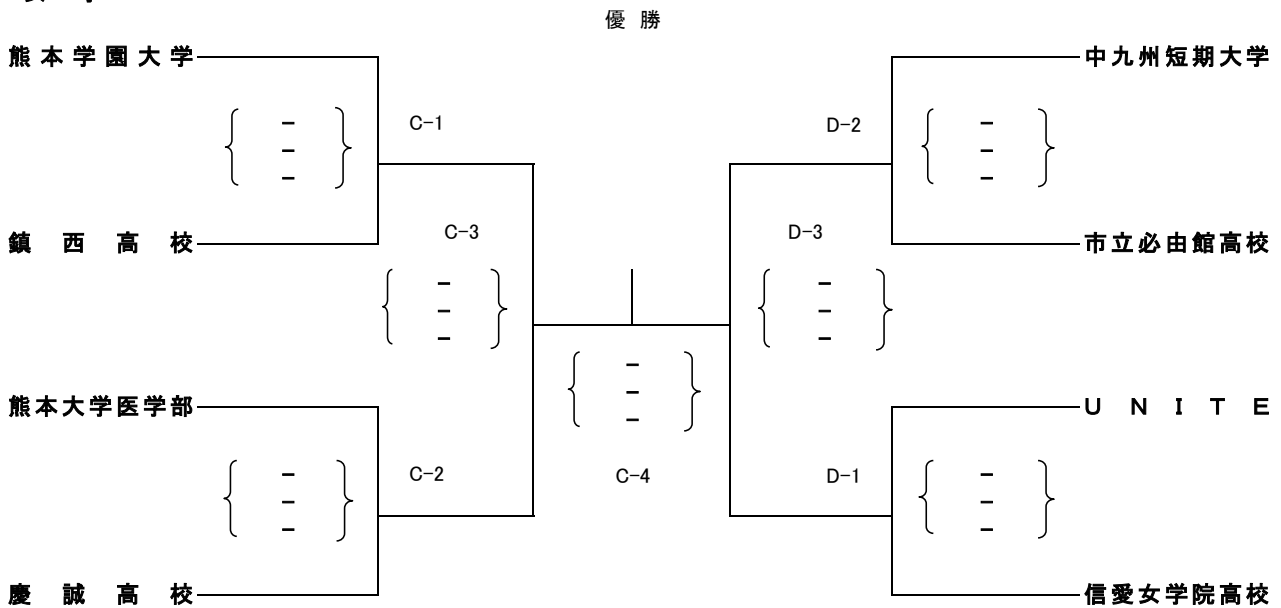 優 勝
熊本学園大学 中九州短期大学
{ - } C-1 D-2 { - }
-
-
-
-
鎮西高校 C-3 D-3 市立必由館高校
{ - } { - }
-
-
-
-
{ - }
-
-
熊本大学医学部 UNITE
{ - } C-2 C-4 D-1 { - }
-
-
-
-
慶誠高校 信愛女学院高校